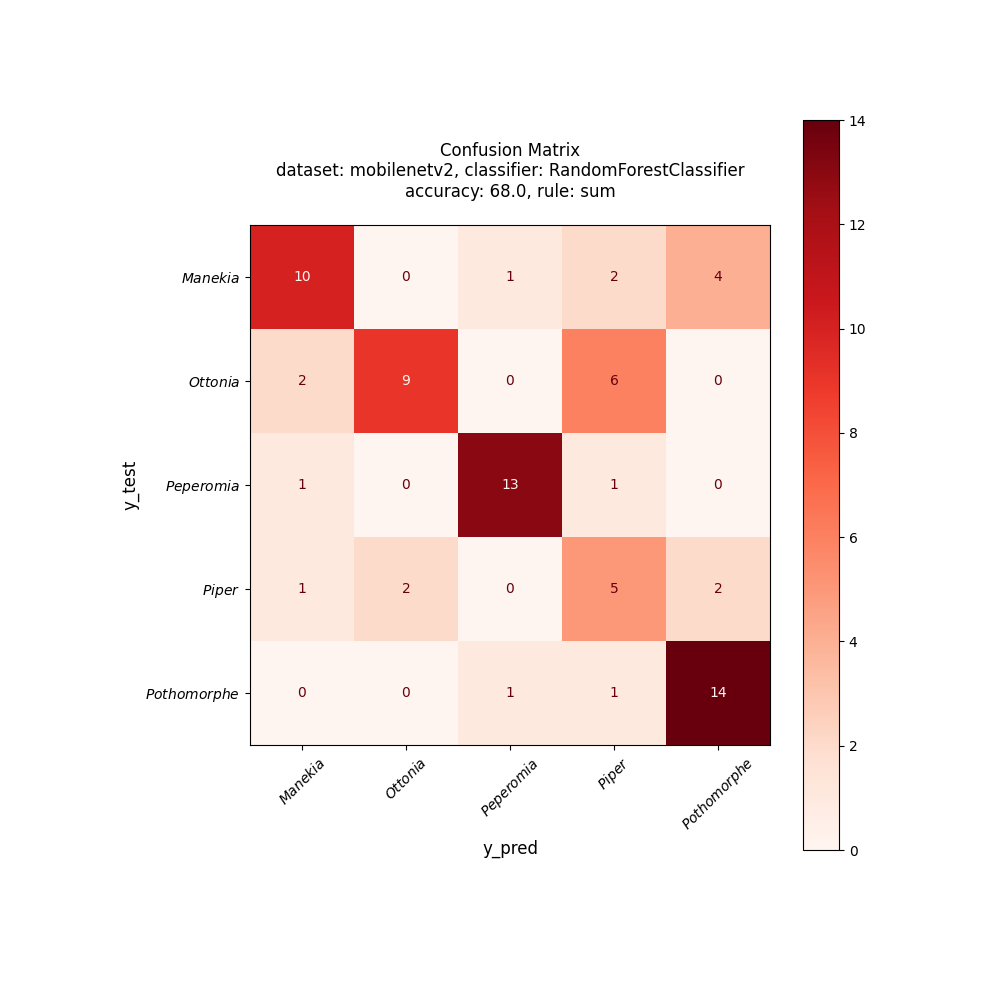 Confusion Matrix
dataset: mobilenetv2, classifier: RandomForestClassifier
accuracy: 68.0, rule: sum
y_test
Manekia 10 0 1 2 4
Ottonia 2 9 0 6 0
Peperomia 1 0 13 1 0
Piper 1 2 0 5 2
Pothomorphe 0 0 1 1 14
Manekia Ottonia Peperomia Piper Pothomorphe
y_pred
14
12
10
8
6
4
2
0